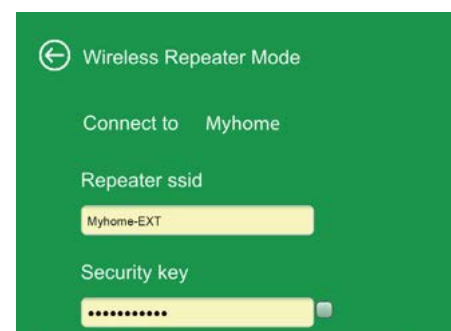 Wireless Repeater Mode
Connect to Myhome
Repeater ssid
Myhome-EXT
Security key
•••••••••••